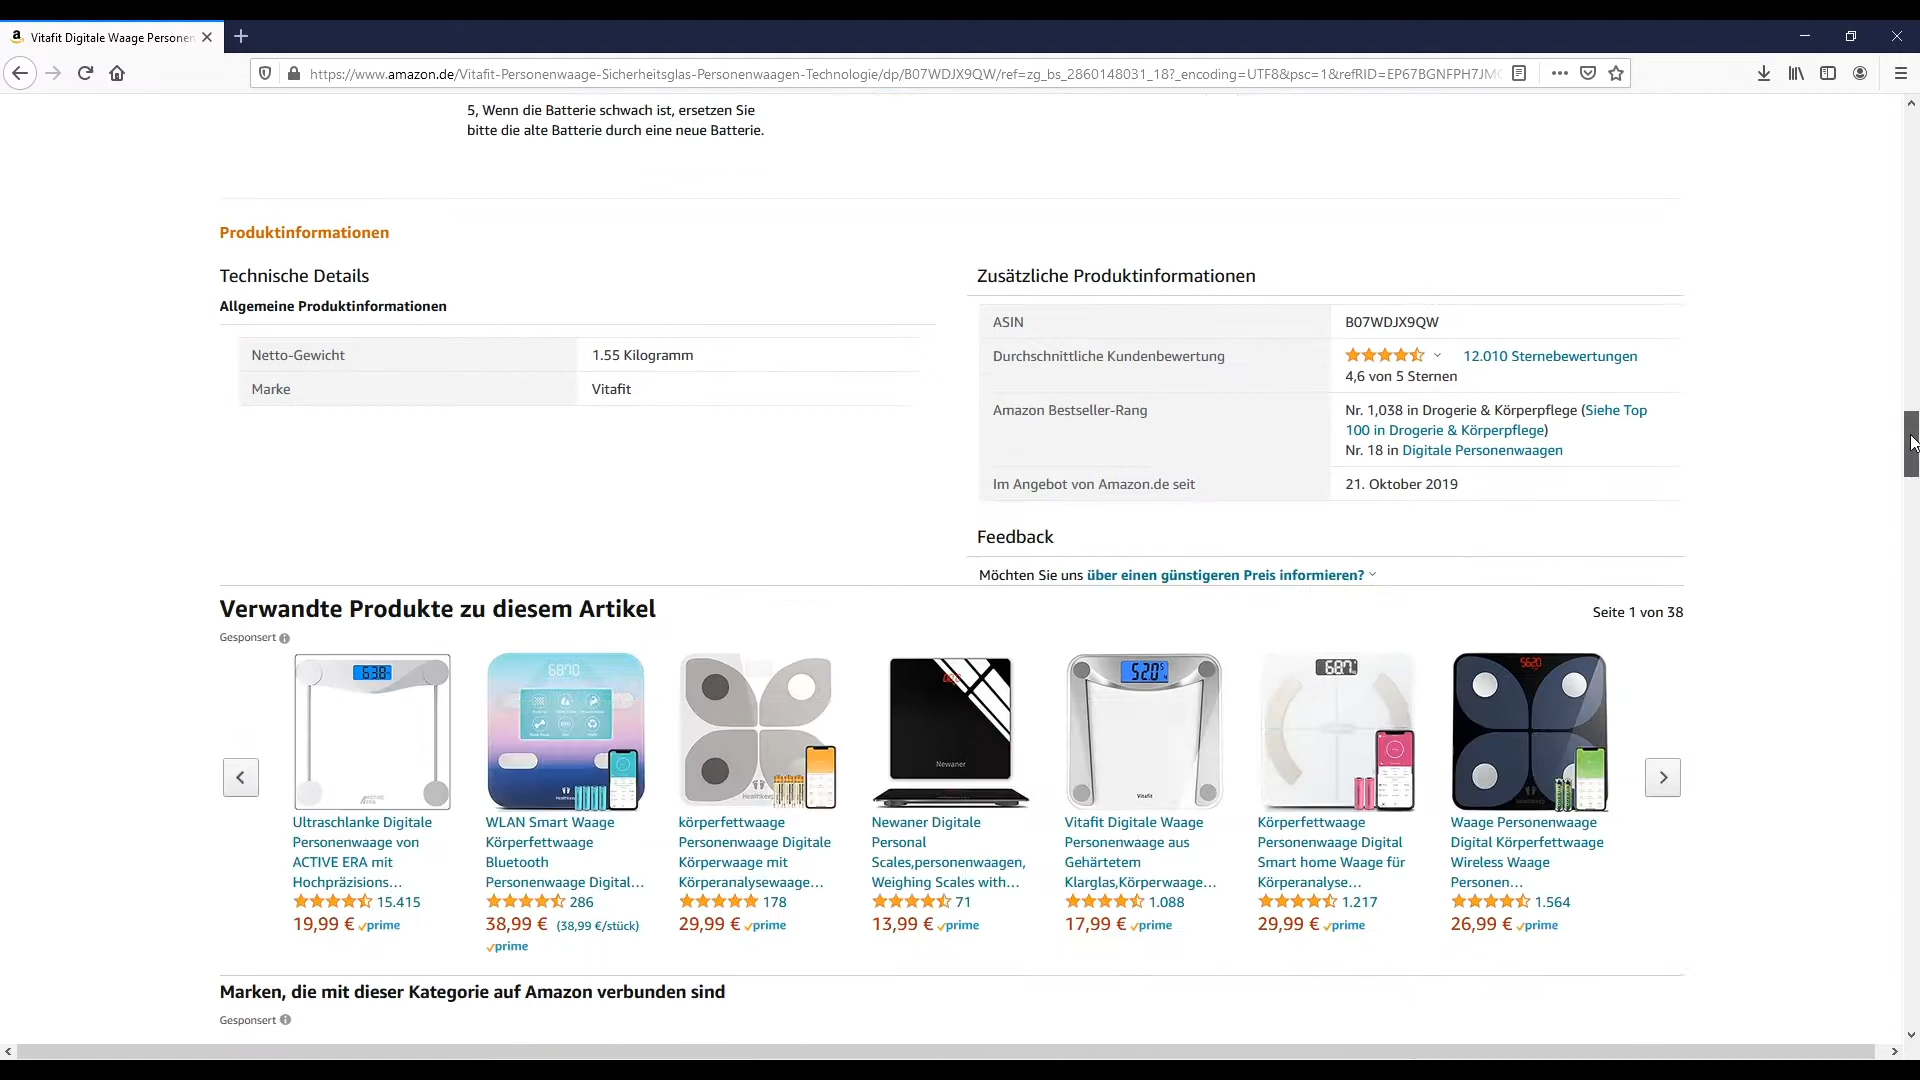 Vitafit Digitale Waage Personen
https://www.amazon.de/Vitafit-Personenwaage-Sicherheitsglas-Personenwaagen-Technologie/dp/B07WDJX9QW/ref=zg_bs_2860148031_18?_encoding=UTF8&psc=1&refRID=EP67BGNFPH7JM
5, Wenn die Batterie schwach ist, ersetzen Sie
bitte die alte Batterie durch eine neue Batterie.
Produktinformationen
Technische Details
Allgemeine Produktinformationen
Netto-Gewicht 1.55 Kilogramm
Marke Vitafit
Zusätzliche Produktinformationen
ASIN B07WDJX9QW
Durchschnittliche Kundenbewertung 12.010 Sternebewertungen
4,6 von 5 Sternen
Amazon Bestseller-Rang Nr. 1,038 in Drogerie & Körperpflege (Siehe Top
100 in Drogerie & Körperpflege)
Nr. 18 in Digitale Personenwaagen
Im Angebot von Amazon.de seit 21. Oktober 2019
Feedback
Möchten Sie uns über einen günstigeren Preis informieren?
Verwandte Produkte zu diesem Artikel
Seite 1 von 38
Gesponsert
Ultraschlanke Digitale
Personenwaage von
ACTIVE ERA mit
Hochpräzisions...
15.415
19,99 € prime
WLAN Smart Waage
Körperfettwaage
Bluetooth
Personenwaage Digital...
286
38,99 € (38,99 €/stück)
prime
körperfettwaage
Personenwaage Digitale
Körperwaage mit
Körperanalysewaage...
178
29,99 € prime
Newaner
Newaner Digitale
Personal
Scales,personenwaagen,
Weighing Scales with...
71
13,99 € prime
Vitafit
Vitafit Digitale Waage
Personenwaage aus
Gehärtetem
Klarglas,Körperwaage...
1.088
17,99 € prime
Körperfettwaage
Personenwaage Digital
Smart home Waage für
Körperanalyse...
1.217
29,99 € prime
Waage Personenwaage
Digital Körperfettwaage
Wireless Waage
Personen...
1.564
26,99 € prime
Marken, die mit dieser Kategorie auf Amazon verbunden sind
Gesponsert